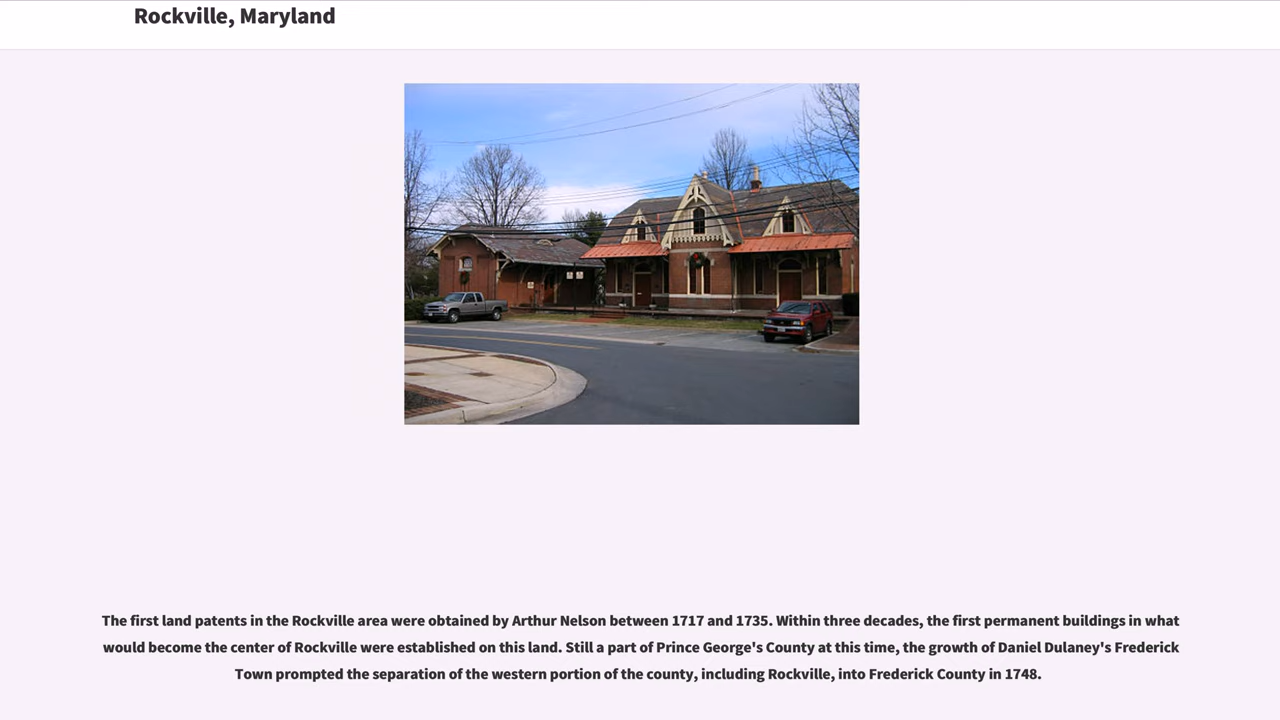 Rockville, Maryland
The first land patents in the Rockville area were obtained by Arthur Nelson between 1717 and 1735. Within three decades, the first permanent buildings in what
would become the center of Rockville were established on this land. Still a part of Prince George's County at this time, the growth of Daniel Dulaney's Frederick
Town prompted the separation of the western portion of the county, including Rockville, into Frederick County in 1748.